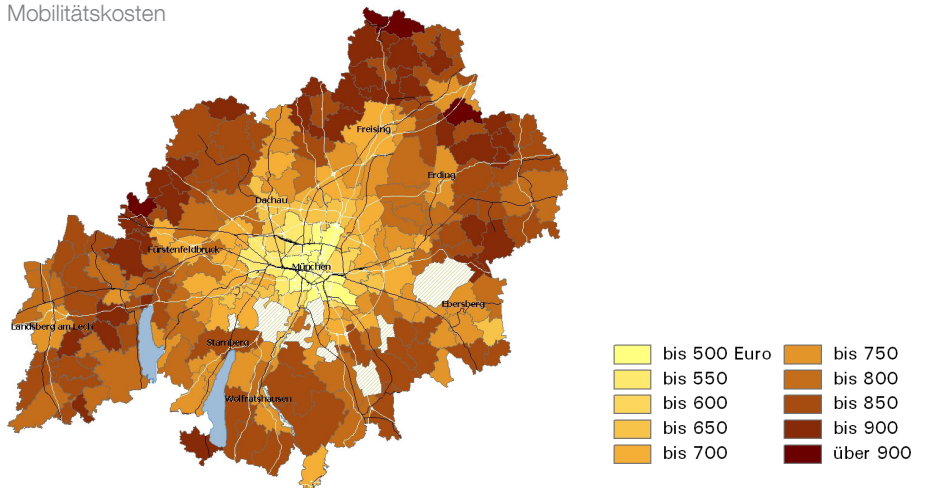 Mobilitätskosten
Freising
Erding
Dachau
Fürstenfeldbruck
München
Ebersberg
Landsberg am Lech
Starnberg
Wolfratshausen
bis 500 Euro
bis 550
bis 600
bis 650
bis 700
bis 750
bis 800
bis 850
bis 900
über 900